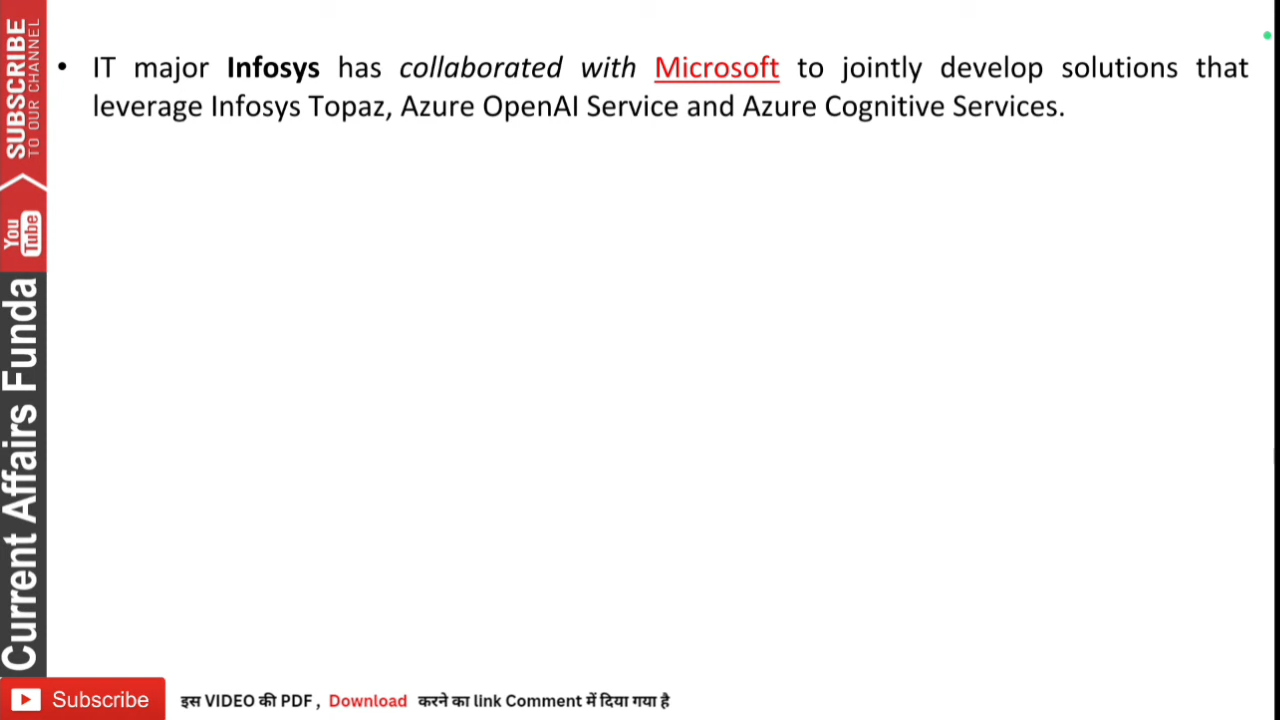 • IT major Infosys has collaborated with Microsoft to jointly develop solutions that
leverage Infosys Topaz, Azure OpenAI Service and Azure Cognitive Services.
SUBSCRIBE
TO OUR CHANNEL
You
Tube
Current Affairs Funda
Subscribe
इस VIDEO की PDF , Download करने का link Comment में दिया गया है